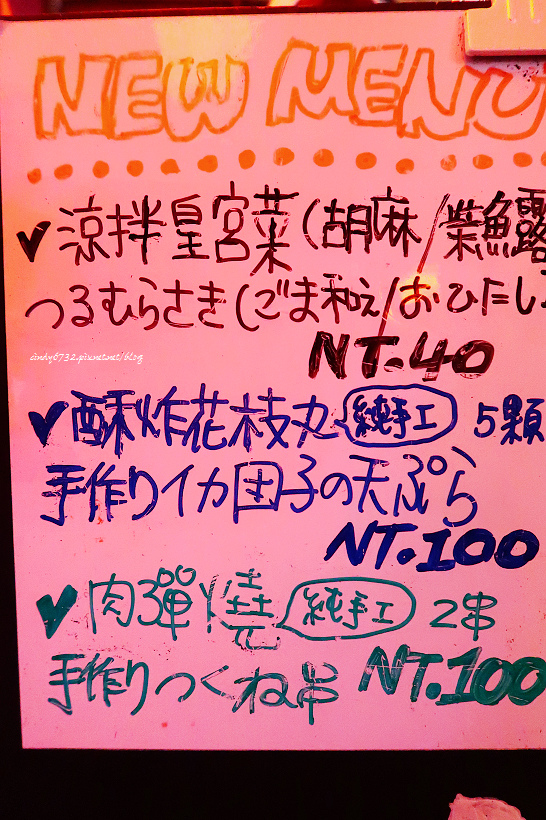 NEW MENU
✓涼拌皇宮菜(胡麻/柴魚露
つるむらさき(ごま和え/おひたし
cindy6732.pixnet.net/blog
NT.40
✓酥炸花枝丸 純手工 5顆
手作りイカ団子の天ぷら
NT.100
✓肉彈燒 純手工 2串
手作りつくね串 NT.100